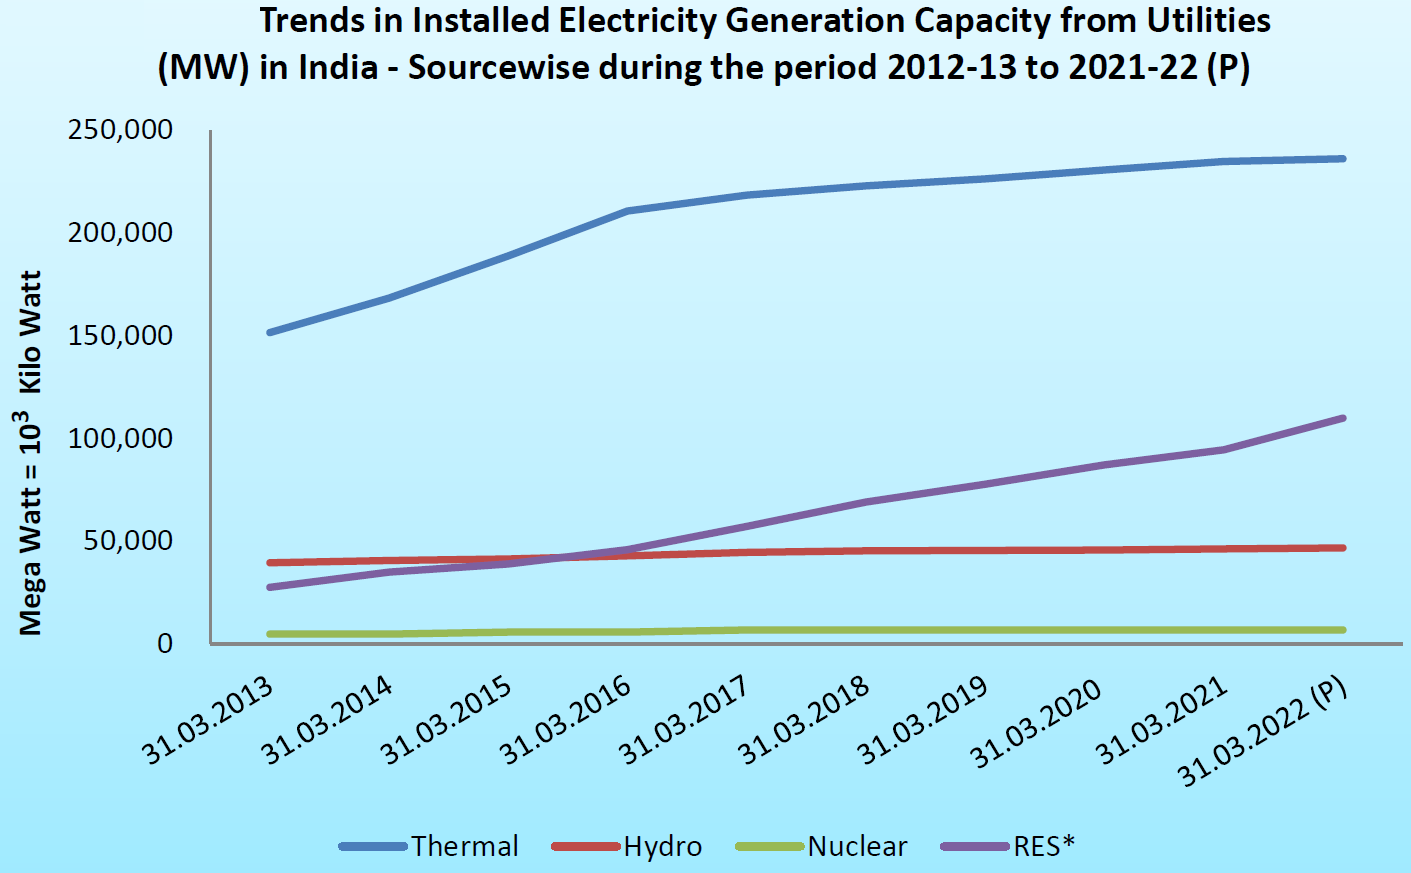 Trends in Installed Electricity Generation Capacity from Utilities
(MW) in India - Sourcewise during the period 2012-13 to 2021-22 (P)
Mega Watt = 10³ Kilo Watt
250,000
200,000
150,000
100,000
50,000
0
31.03.2013
31.03.2014
31.03.2015
31.03.2016
31.03.2017
31.03.2018
31.03.2019
31.03.2020
31.03.2021
31.03.2022 (P)
Thermal
Hydro
Nuclear
RES*